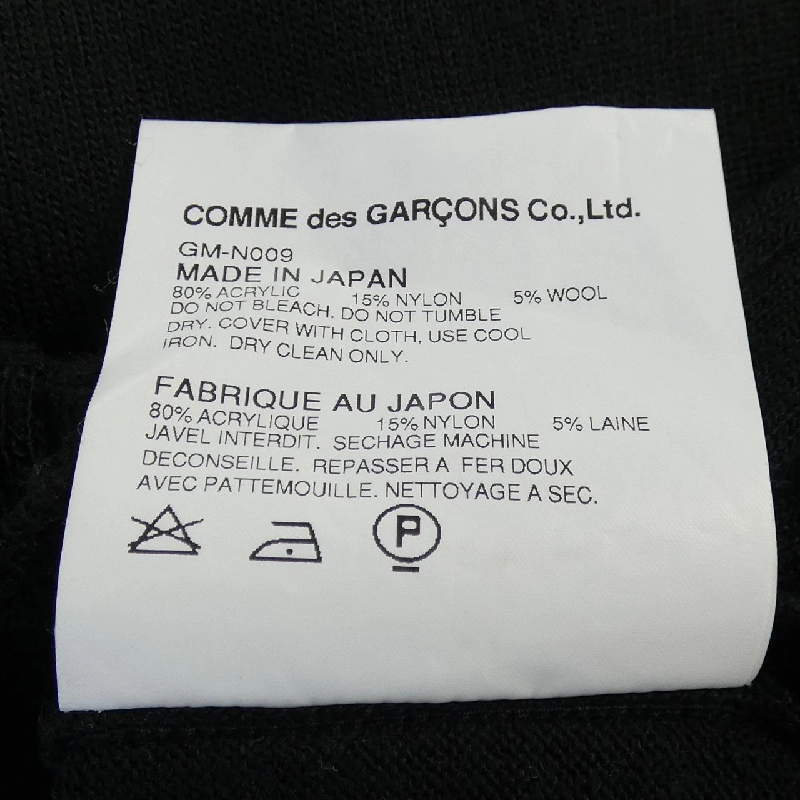 COMME des GARÇONS Co.,Ltd.
GM-N009
MADE IN JAPAN
80% ACRYLIC 15% NYLON 5% WOOL
DO NOT BLEACH. DO NOT TUMBLE
DRY. COVER WITH CLOTH, USE COOL
IRON. DRY CLEAN ONLY.
FABRIQUE AU JAPON
80% ACRYLIQUE 15% NYLON 5% LAINE
JAVEL INTERDIT. SECHAGE MACHINE
DECONSEILLE. REPASSER A FER DOUX
AVEC PATTEMOUILLE. NETTOYAGE A SEC.
P